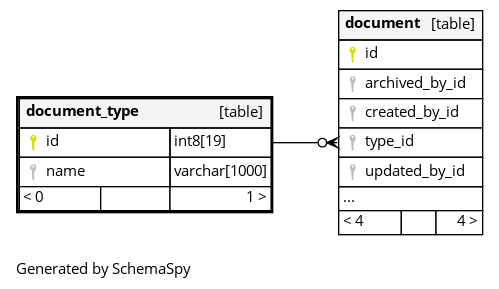 document [table]
id
archived_by_id
created_by_id
type_id
updated_by_id
...
< 4 4 >
document_type [table]
id int8[19]
name varchar[1000]
< 0 1 >
Generated by SchemaSpy